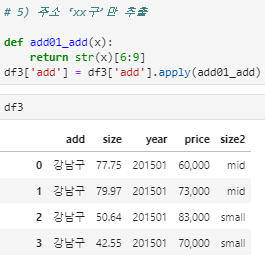 # 5) 주소 'xx구'만 추출
def add01_add(x):
return str(x)[6:9]
df3['add'] = df3['add'].apply(add01_add)
df3
add size year price size2
0 강남구 77.75 201501 60,000 mid
1 강남구 79.97 201501 73,000 mid
2 강남구 50.64 201501 83,000 small
3 강남구 42.55 201501 70,000 small